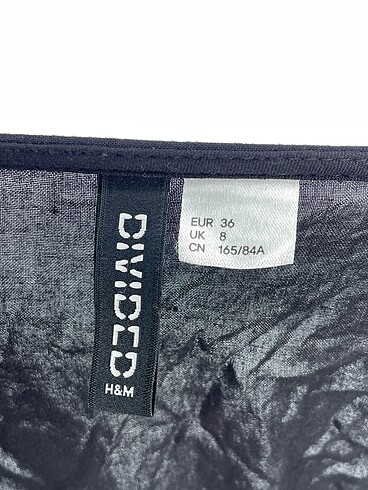 DIVIDED
H&M
EUR 36
UK 8
CN 165/84A